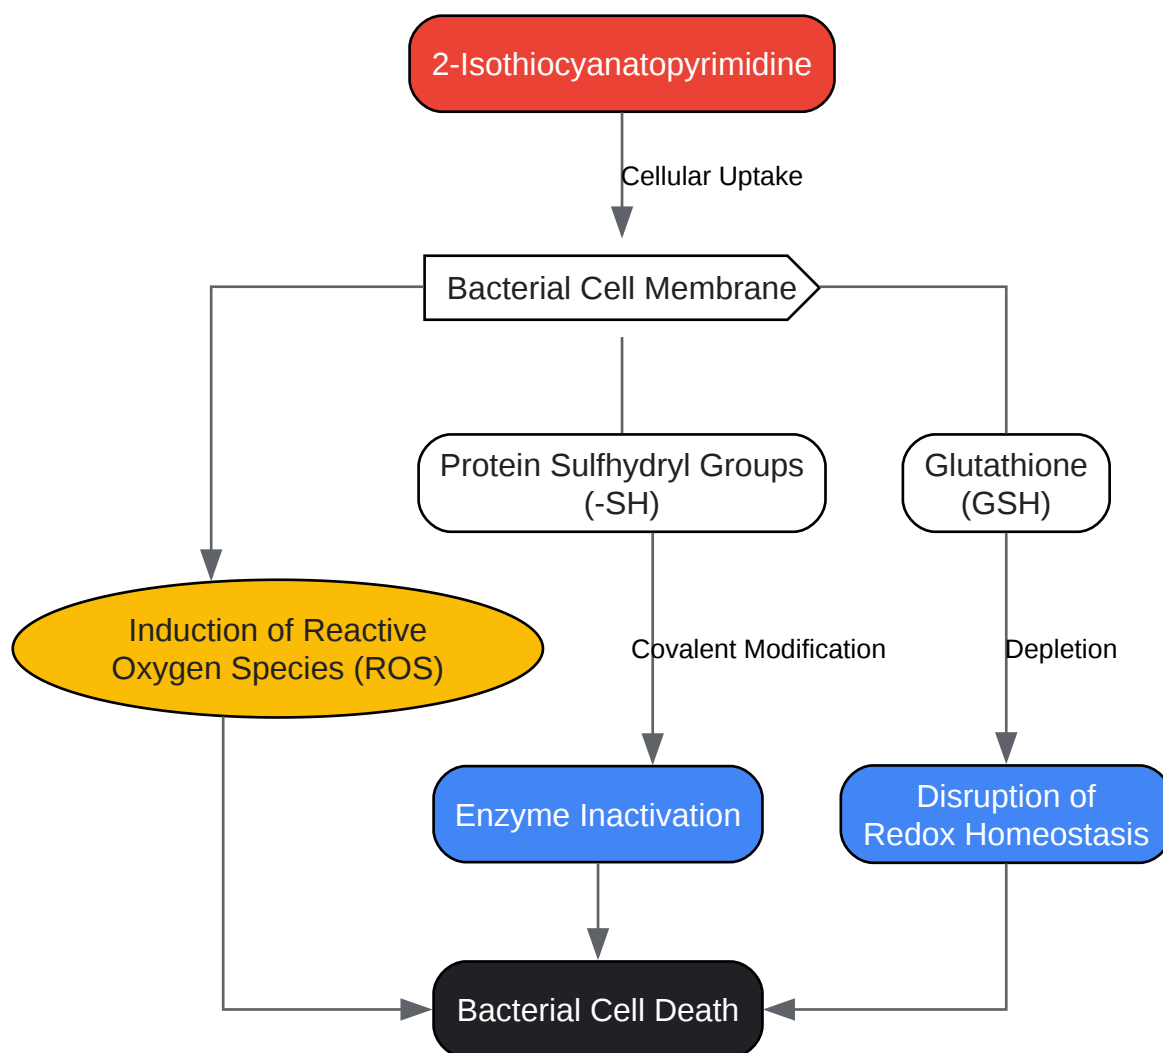 2-Isothiocyanatopyrimidine
Cellular Uptake
Bacterial Cell Membrane
Protein Sulfhydryl Groups
(-SH)
Glutathione
(GSH)
Induction of Reactive
Oxygen Species (ROS)
Covalent Modification
Depletion
Enzyme Inactivation
Disruption of
Redox Homeostasis
Bacterial Cell Death